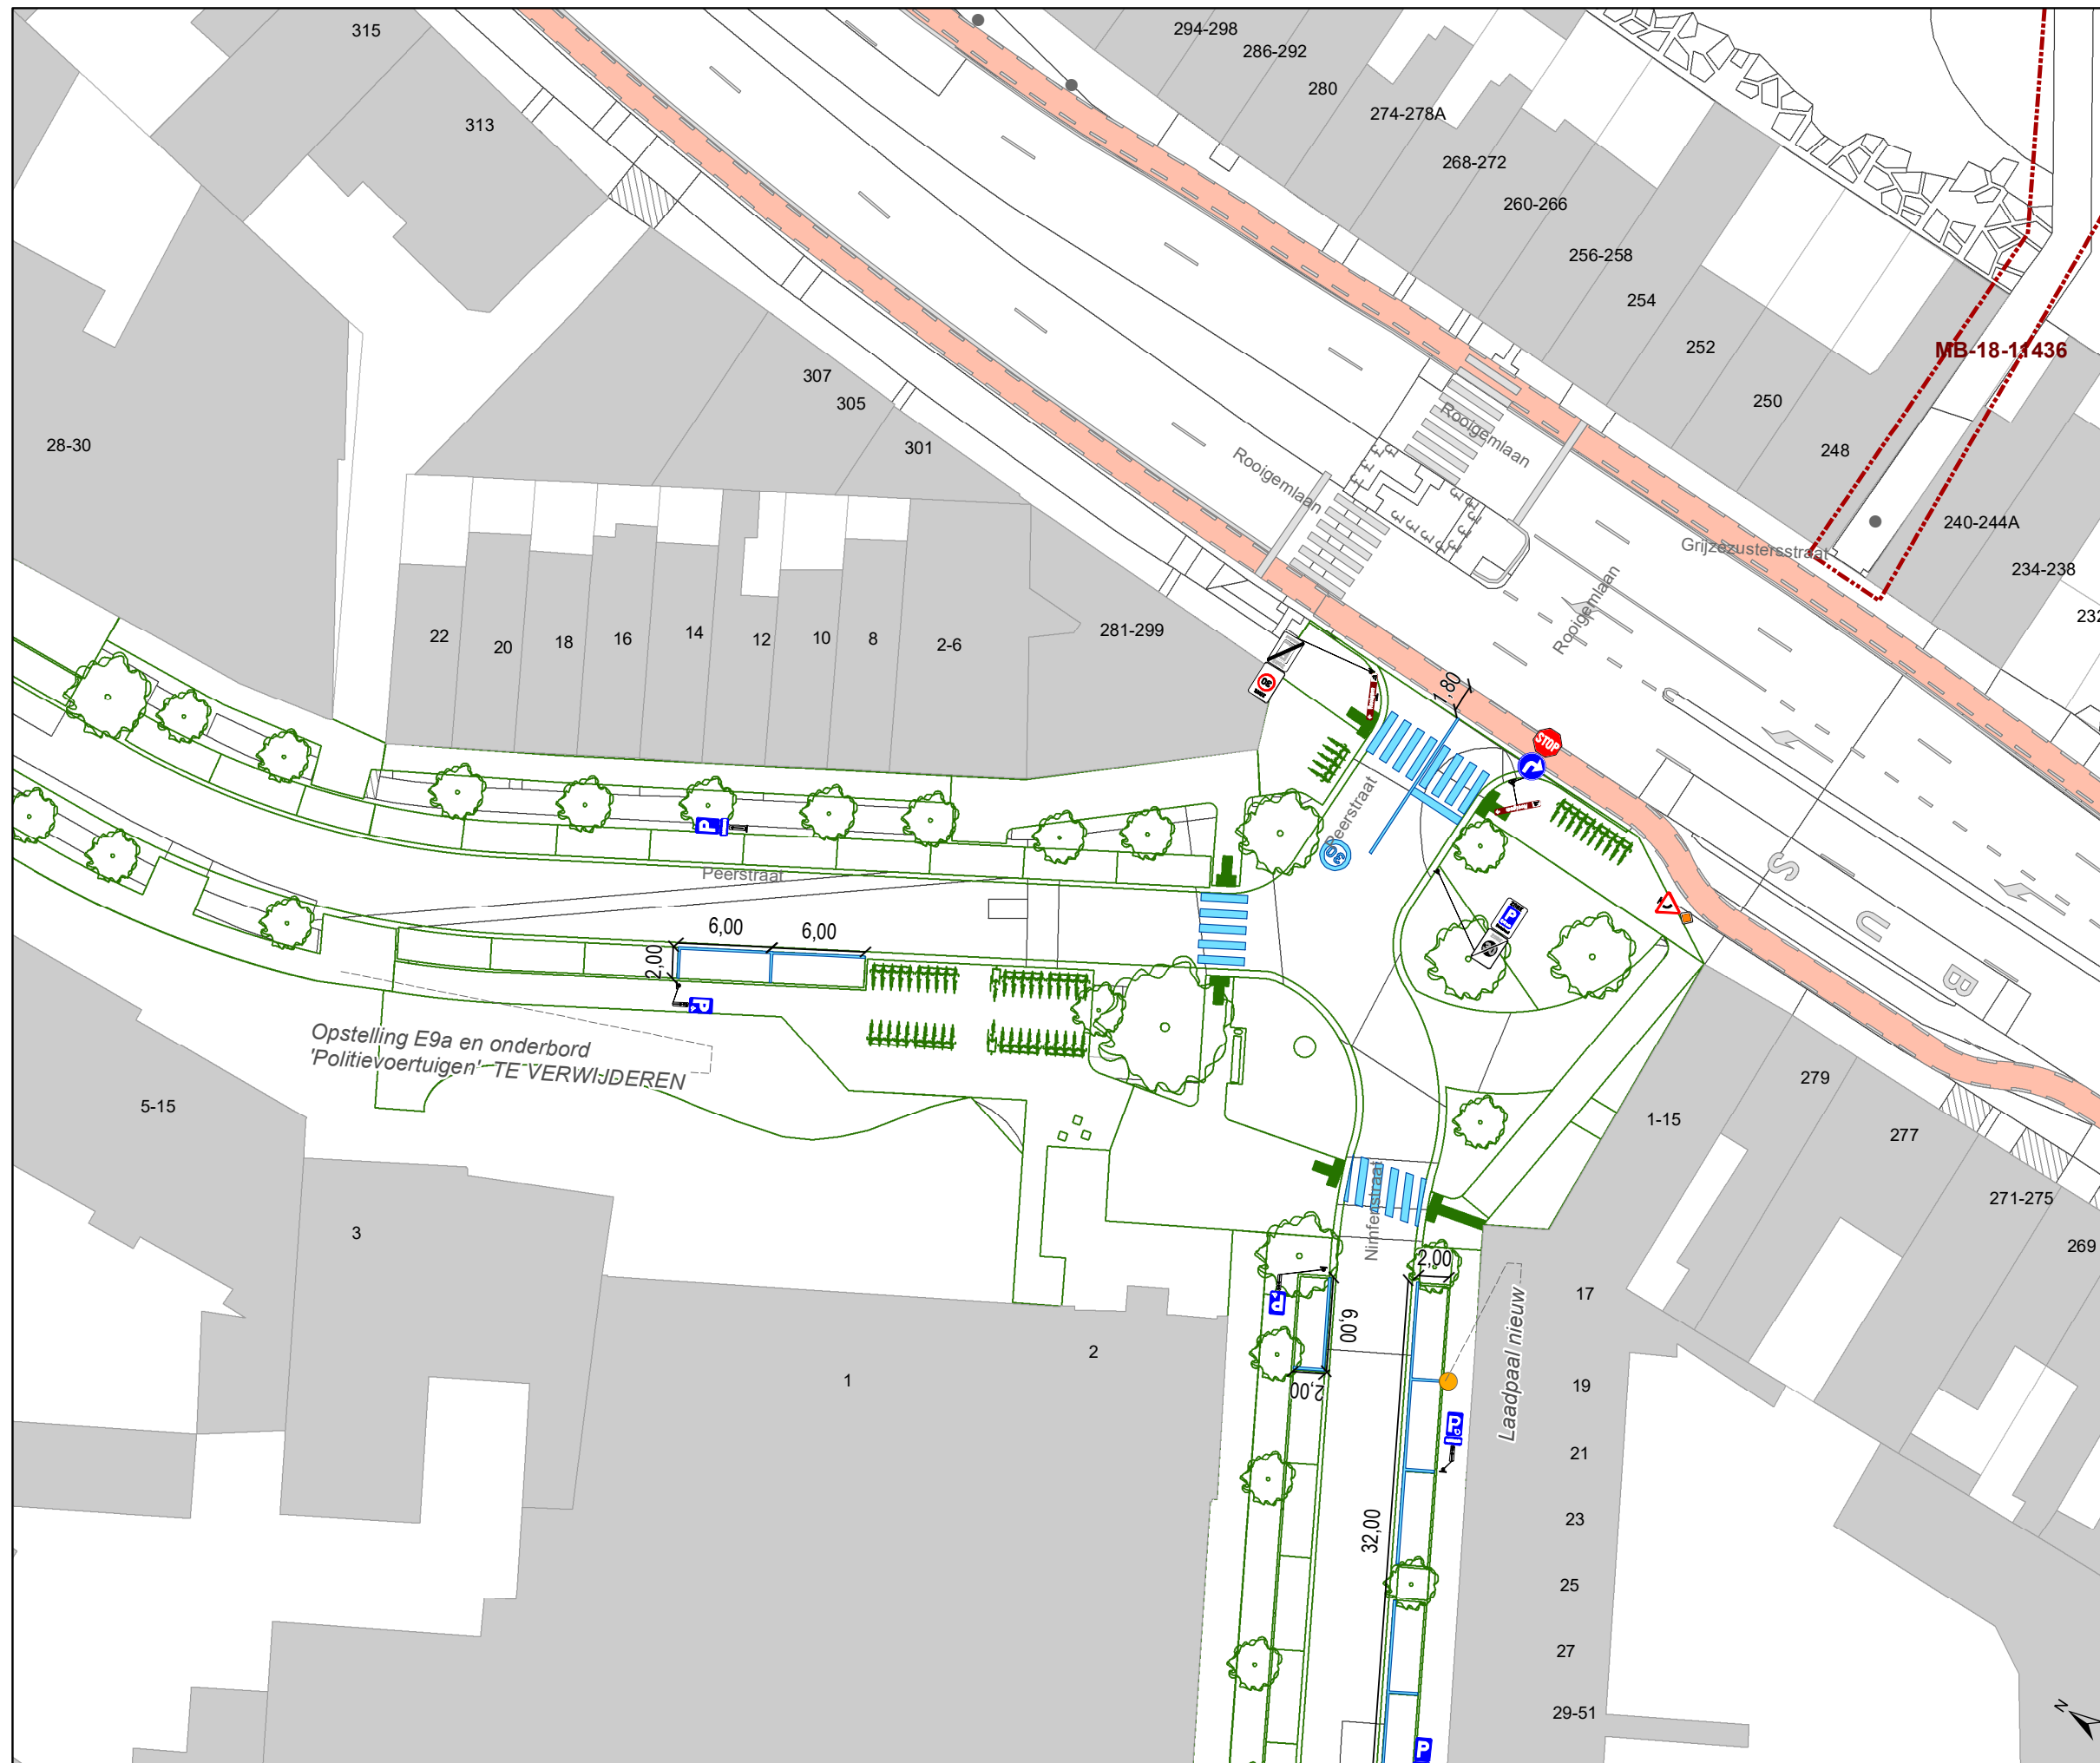 315
294-298
286-292
280
313
274-278A
268-272
260-266
256-258
254
MB-18-11436
252
307
305
250
301
Rooigemlaan
28-30
248
Rooigemlaan
240-244A
Grijzezustersstraat
234-238
Rooigemlaan
232
22
20
18
16
14
12
10
8
2-6
281-299
30
1,80
STOP
Peerstraat
P
30
Peerstraat
S
U
B
P
6,00
6,00
2,00
P
Opstelling E9a en onderbord
'Politievoertuigen' TE VERWIJDEREN
5-15
279
1-15
277
271-275
Nimfenstraat
3
269
2,00
17
P
6,00
Laadpaal nieuw
2
1
19
2,00
P
21
32,00
23
25
27
29-51
N
P